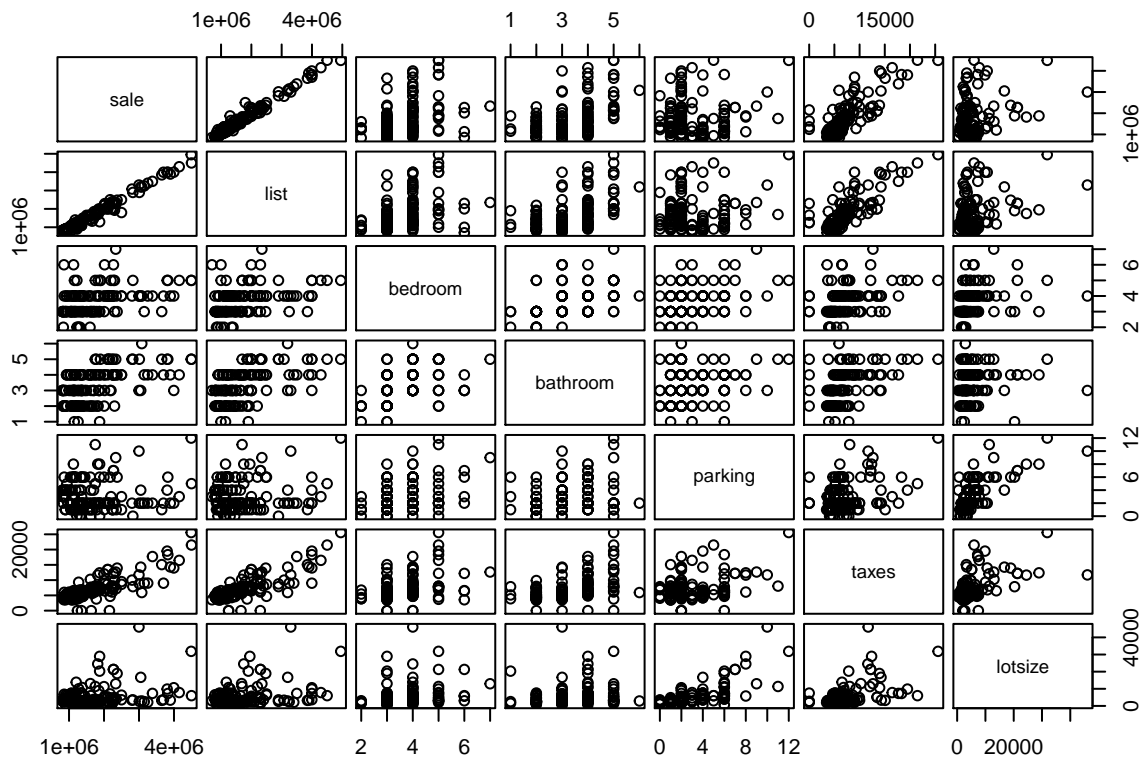 1e+06 4e+06 1 3 5 0 15000
sale 1e+06
1e+06 list
bedroom 2 4 6
1 3 5 bathroom
parking 0 6 12
0 20000 taxes
lotsize 0 40000
1e+06 4e+06 2 4 6 0 4 8 12 0 20000